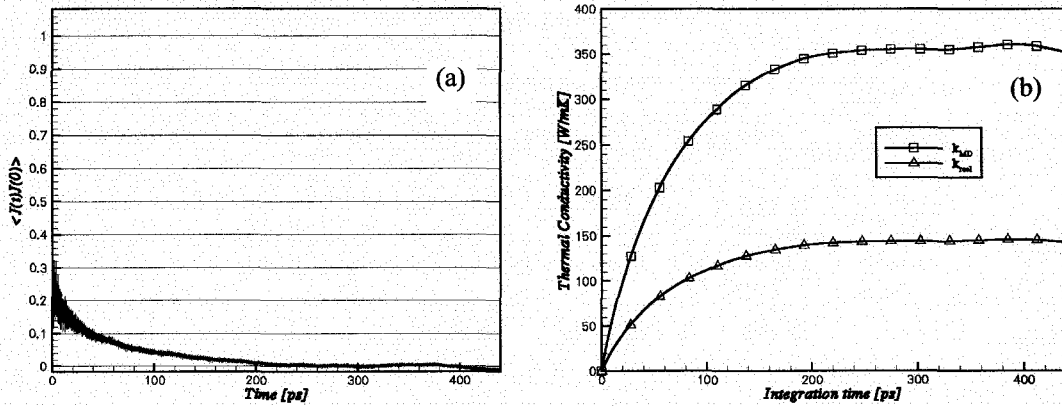 1
0.9
0.8
0.7
0.6
0.5
0.4
0.3
0.2
0.1
0
<J(t)J(0)>
(a)
0 100 200 300 400
Time [ps]
400
350
300
250
200
150
100
50
0
Thermal Conductivity [W/mK]
(b)
k_MD
k_real
0 100 200 300 400
Integration time [ps]